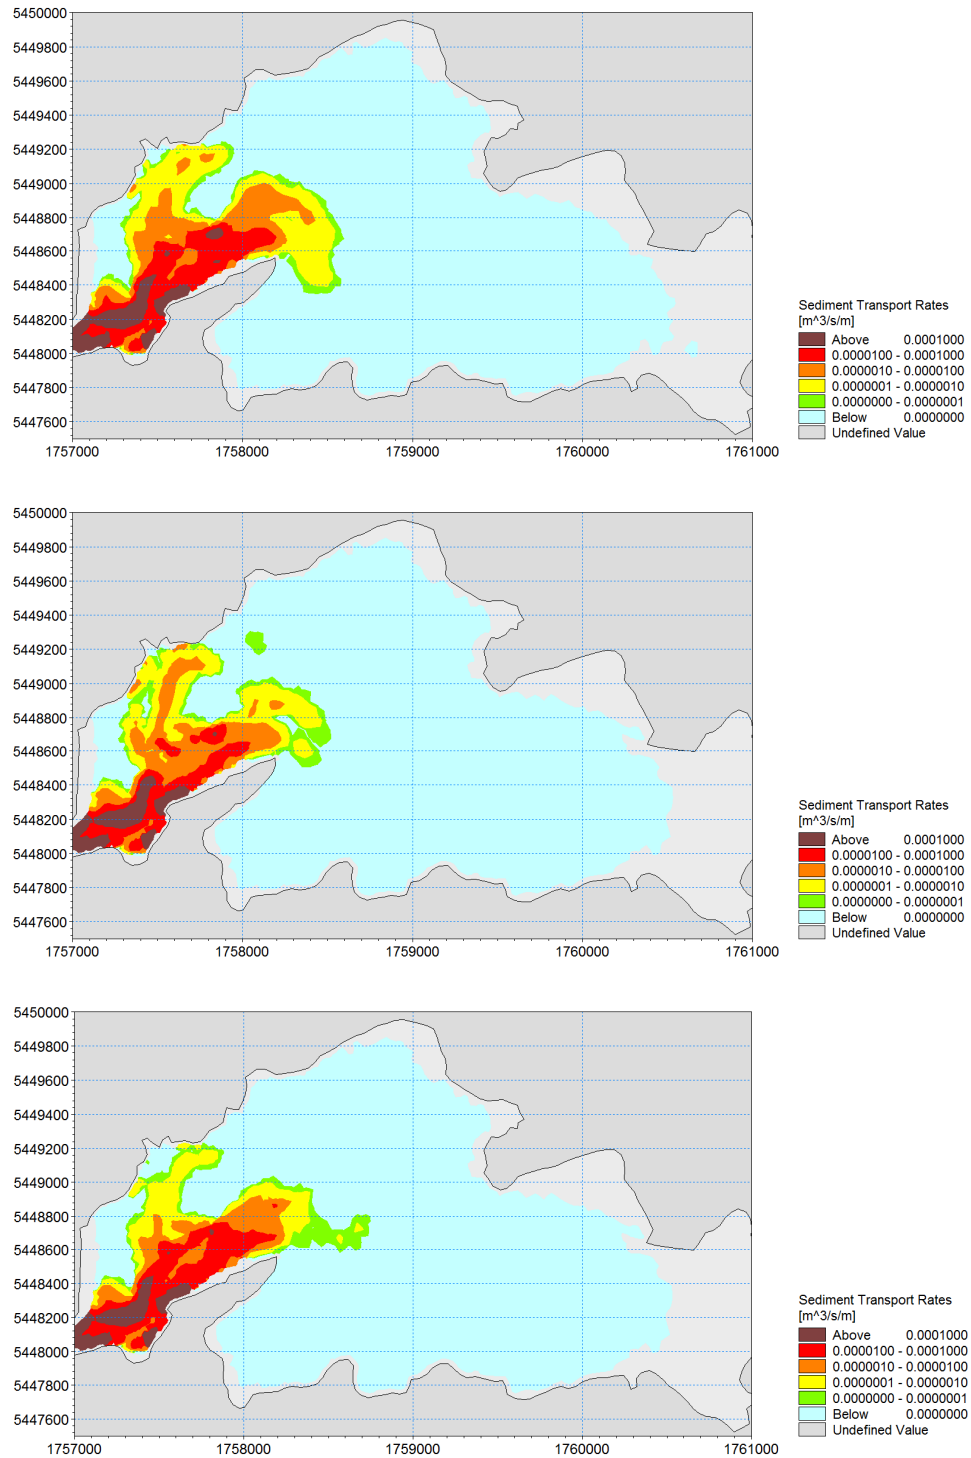 5450000
5449800
5449600
5449400
5449200
5449000
5448800
5448600
5448400
5448200
5448000
5447800
5447600
1757000 1758000 1759000 1760000 1761000
Sediment Transport Rates
[m^3/s/m]
Above 0.0001000
0.0000100 - 0.0001000
0.0000010 - 0.0000100
0.0000001 - 0.0000010
0.0000000 - 0.0000001
Below 0.0000000
Undefined Value
5450000
5449800
5449600
5449400
5449200
5449000
5448800
5448600
5448400
5448200
5448000
5447800
5447600
1757000 1758000 1759000 1760000 1761000
Sediment Transport Rates
[m^3/s/m]
Above 0.0001000
0.0000100 - 0.0001000
0.0000010 - 0.0000100
0.0000001 - 0.0000010
0.0000000 - 0.0000001
Below 0.0000000
Undefined Value
5450000
5449800
5449600
5449400
5449200
5449000
5448800
5448600
5448400
5448200
5448000
5447800
5447600
1757000 1758000 1759000 1760000 1761000
Sediment Transport Rates
[m^3/s/m]
Above 0.0001000
0.0000100 - 0.0001000
0.0000010 - 0.0000100
0.0000001 - 0.0000010
0.0000000 - 0.0000001
Below 0.0000000
Undefined Value